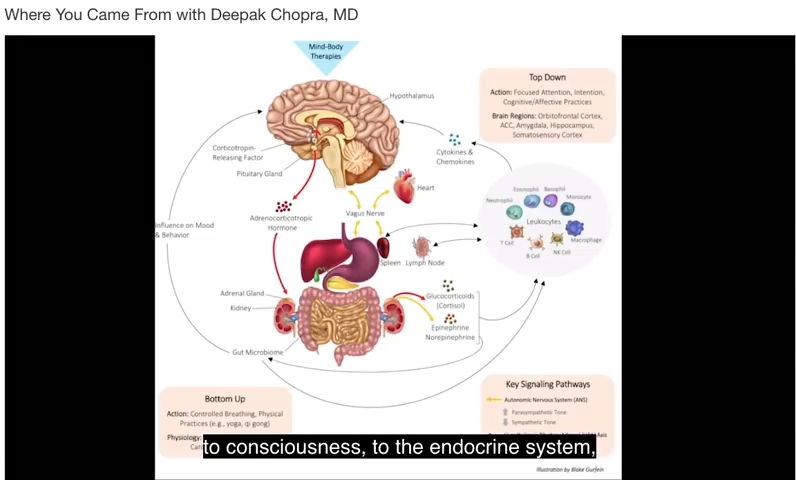 Where You Came From with Deepak Chopra, MD
Mind-Body
Therapies
Hypothalamus
Top Down
Action: Focused Attention, Intention,
Cognitive/Affective Practices
Brain Regions: Orbitofrontal Cortex,
ACC, Amygdala, Hippocampus,
Somatosensory Cortex
Corticotropin-
Releasing Factor
Pituitary Gland
Cytokines &
Chemokines
Heart
Vagus Nerve
Adrenocorticotropic
Hormone
Influence on Mood
& Behavior
Eosinophil
Basophil
Monocyte
Neutrophil
Leukocytes
T Cell
B Cell
NK Cell
Macrophage
Spleen
Lymph Node
Adrenal Gland
Kidney
Glucocorticoids
(Cortisol)
Epinephrine
Norepinephrine
Gut Microbiome
Bottom Up
Action: Controlled Breathing, Physical
Practices (e.g., yoga, qi gong)
Key Signaling Pathways
Autonomic Nervous System (ANS)
Parasympathetic Tone
Sympathetic Tone
to consciousness, to the endocrine system,
Illustration by Blake Gurfein